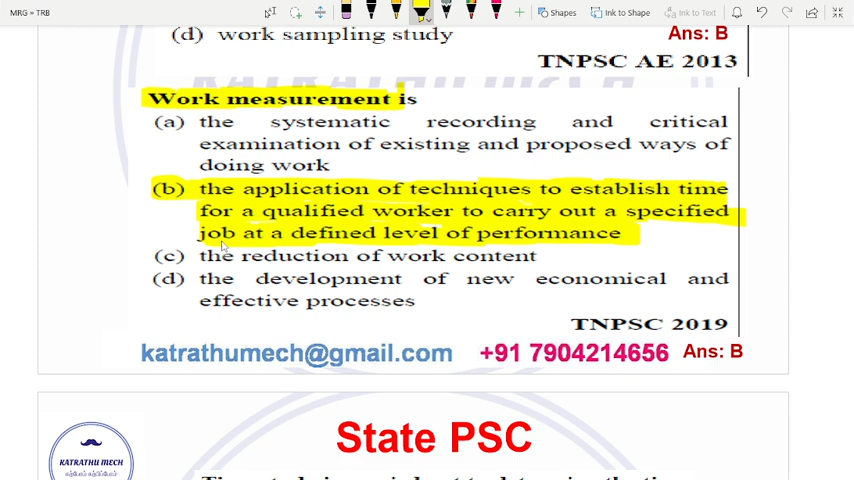 MRG » TRB
Shapes
Ink to Shape
Ink to Text
(d) work sampling study
Ans: B
TNPSC AE 2013
Work measurement is
(a) the systematic recording and critical
examination of existing and proposed ways of
doing work
(b) the application of techniques to establish time
for a qualified worker to carry out a specified
job at a defined level of performance
(c) the reduction of work content
(d) the development of new economical and
effective processes
TNPSC 2019
katrathumech@gmail.com +91 7904214656 Ans: B
State PSC
KATRATHU MECH
கற்போம் கற்பிப்போம்